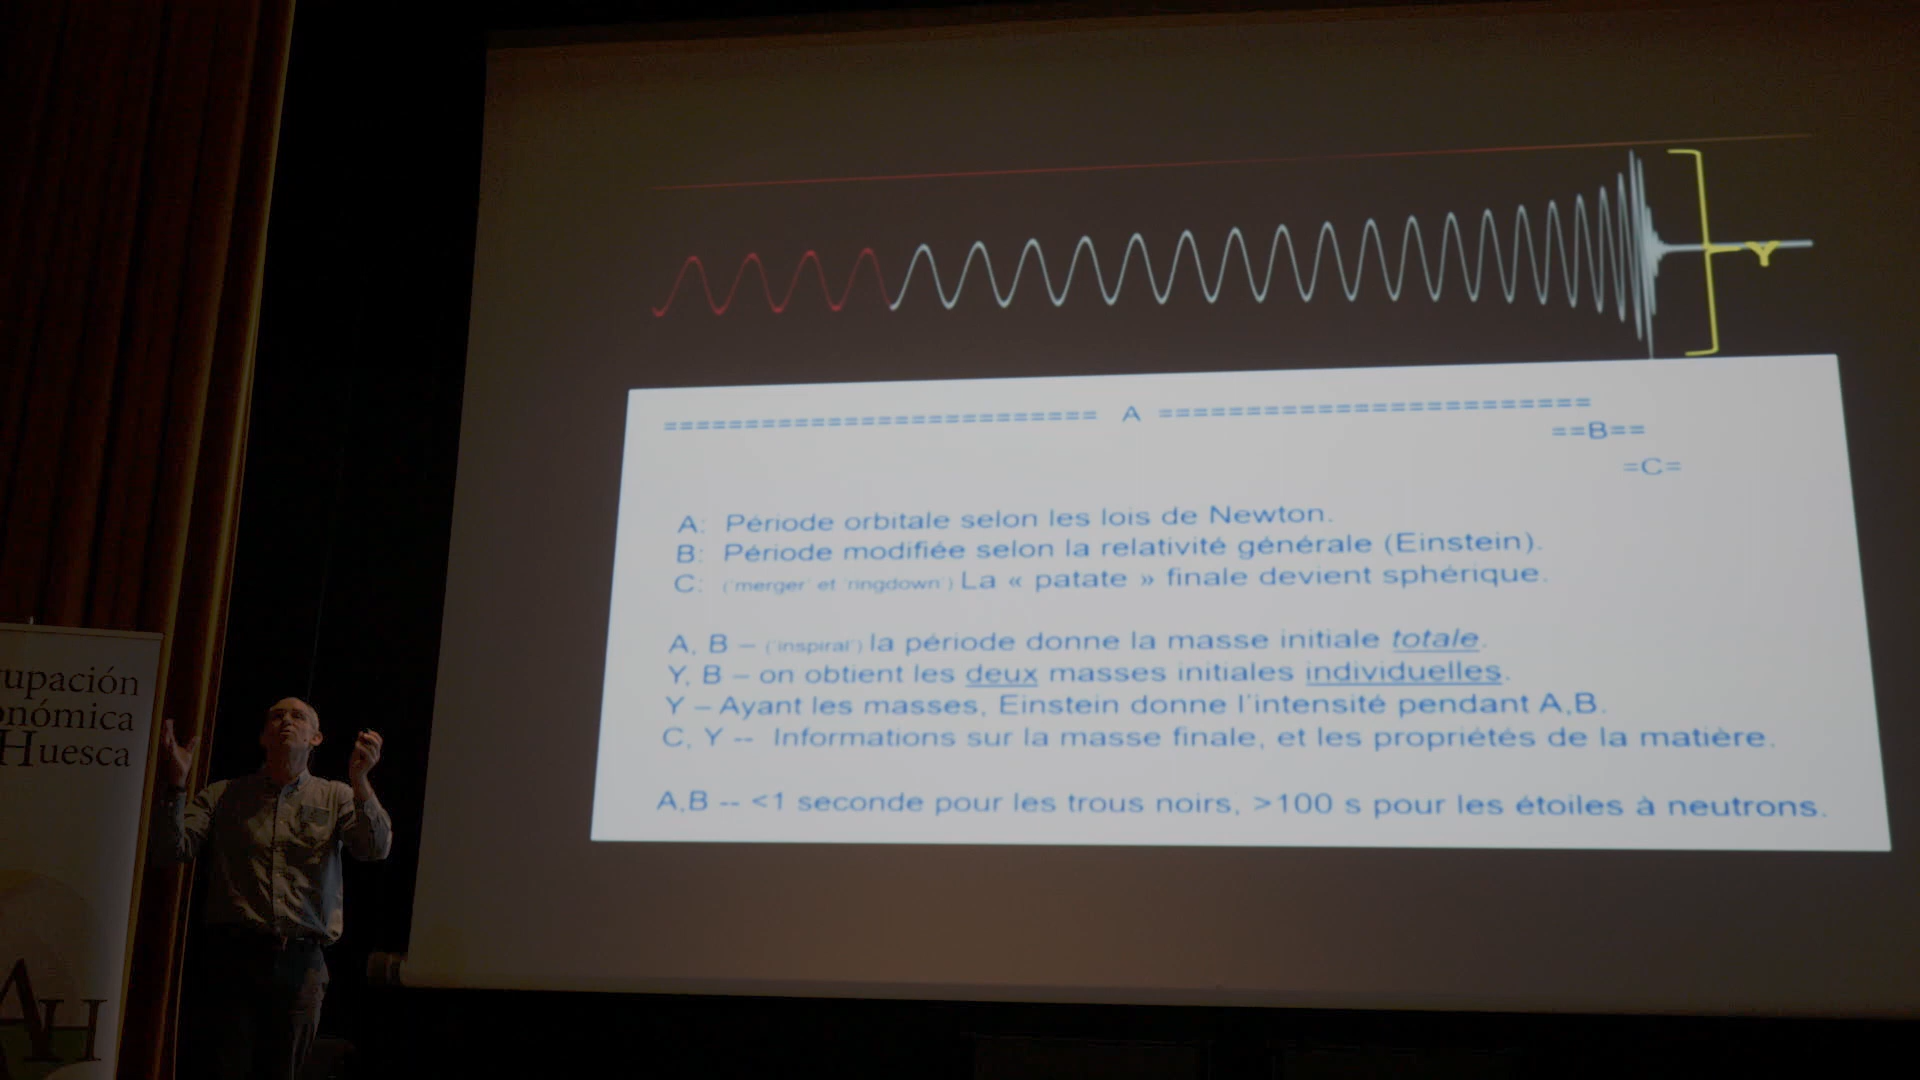 Y
======================== A ========================
==B==
=C=
A: Période orbitale selon les lois de Newton.
B: Période modifiée selon la relativité générale (Einstein).
C: ('merger' et 'ringdown') La « patate » finale devient sphérique.
A, B – ('inspiral') la période donne la masse initiale totale.
Y, B – on obtient les deux masses initiales individuelles.
Y – Ayant les masses, Einstein donne l'intensité pendant A,B.
C, Y -- Informations sur la masse finale, et les propriétés de la matière.
A,B -- <1 seconde pour les trous noirs, >100 s pour les étoiles à neutrons.
rupación
onómica
Huesca
AH